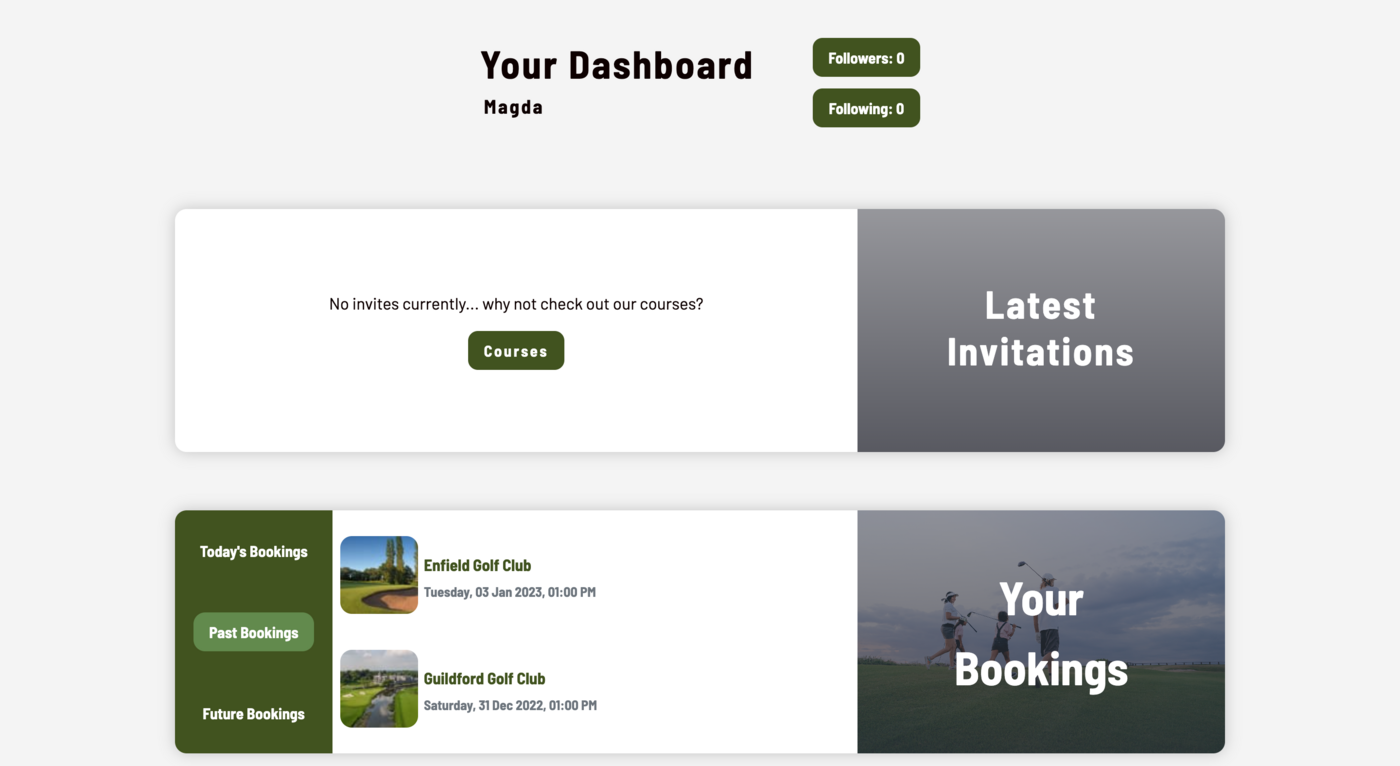 Your Dashboard
Magda
Followers: 0
Following: 0
No invites currently... why not check out our courses?
Courses
Latest
Invitations
Today's Bookings
Past Bookings
Future Bookings
Enfield Golf Club
Tuesday, 03 Jan 2023, 01:00 PM
Guildford Golf Club
Saturday, 31 Dec 2022, 01:00 PM
Your
Bookings